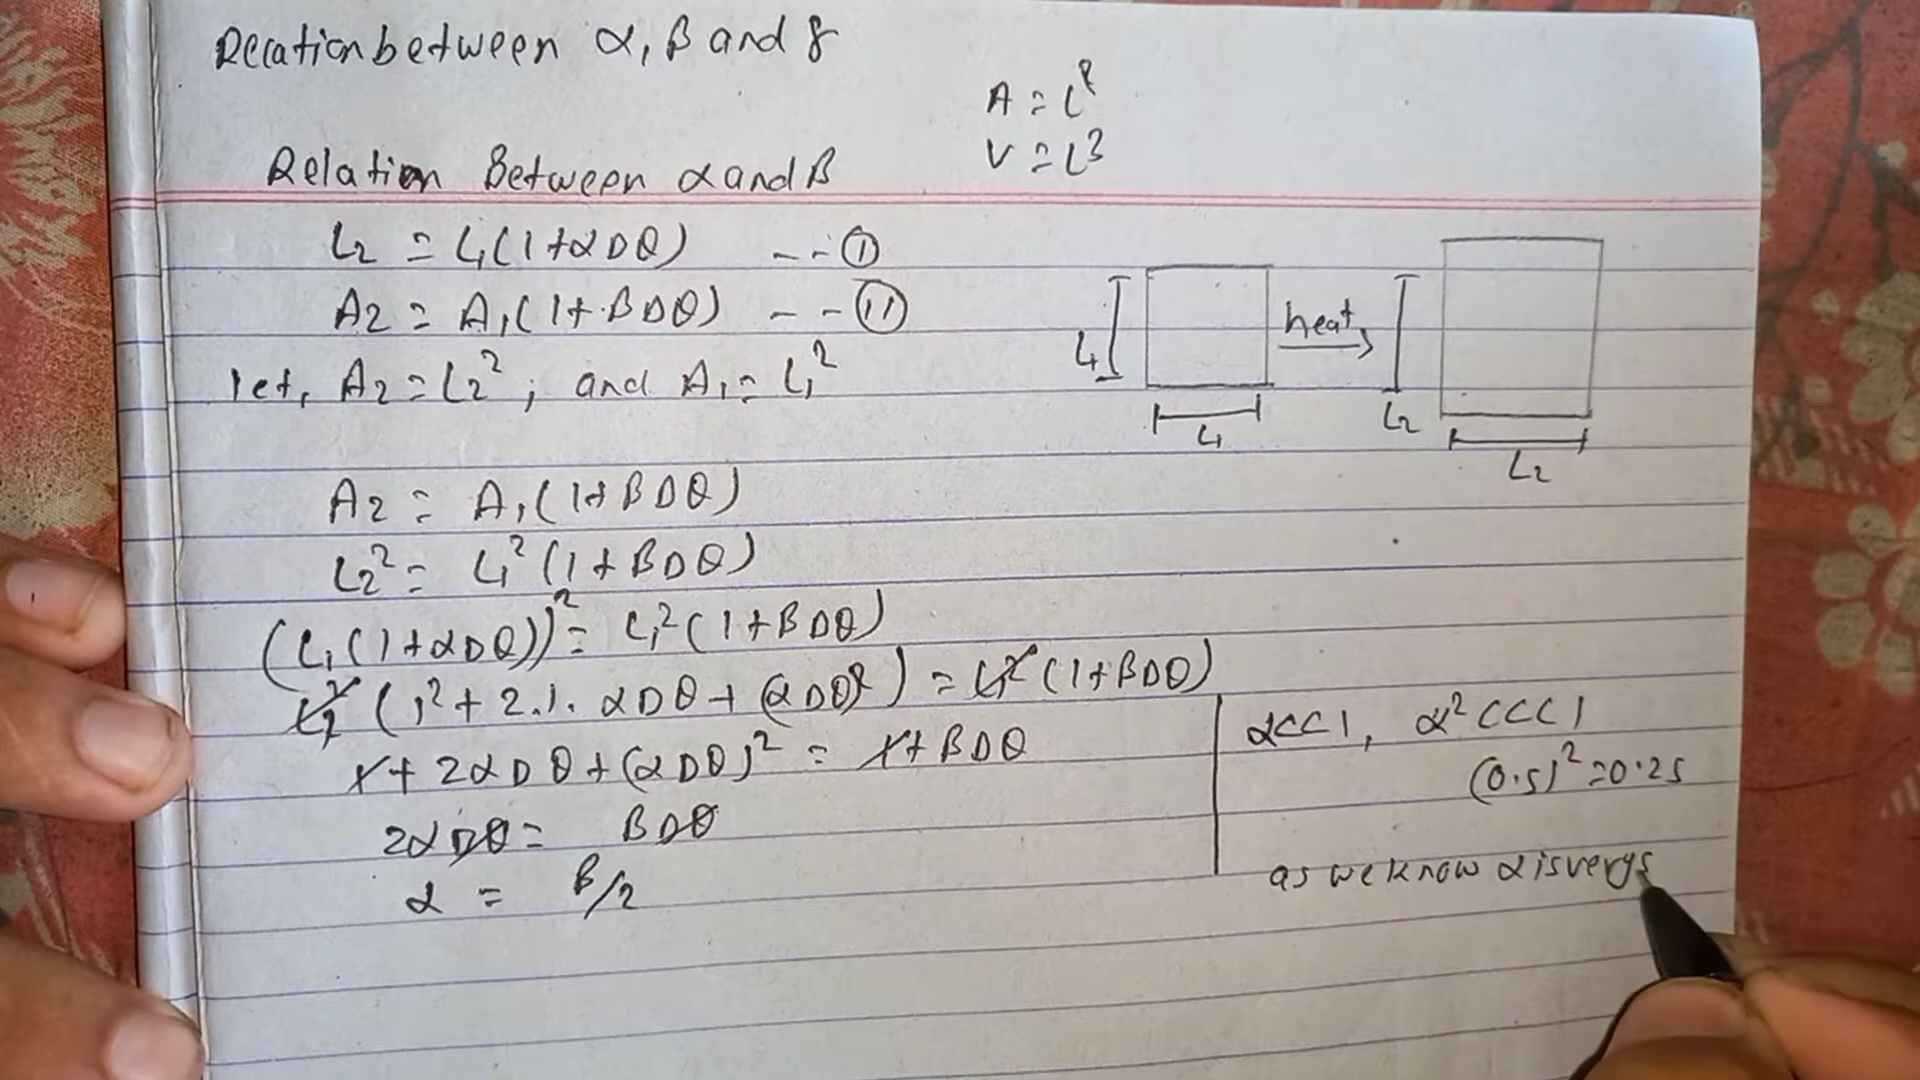 Relation between α, β and γ
A = L²
V = L³
Relation Between α and β
L₂ = L₁(1+αΔθ) --- ①
A₂ = A₁(1+βΔθ) --- ⑪
let, A₂ = L₂² ; and A₁ = L₁²
L₁ heat L₂
L₁ L₂
A₂ = A₁(1+βΔθ)
L₂² = L₁²(1+βΔθ)
(L₁(1+αΔθ))² = L₁²(1+βΔθ)
L₁²(1²+2.1.αΔθ+(αΔθ)²) = L₁²(1+βΔθ)
1+2αΔθ+(αΔθ)² = 1+βΔθ
α<<1, α²<<<1
(0.5)² = 0.25
2αΔθ = βΔθ
α = β/2
as we know α is very s